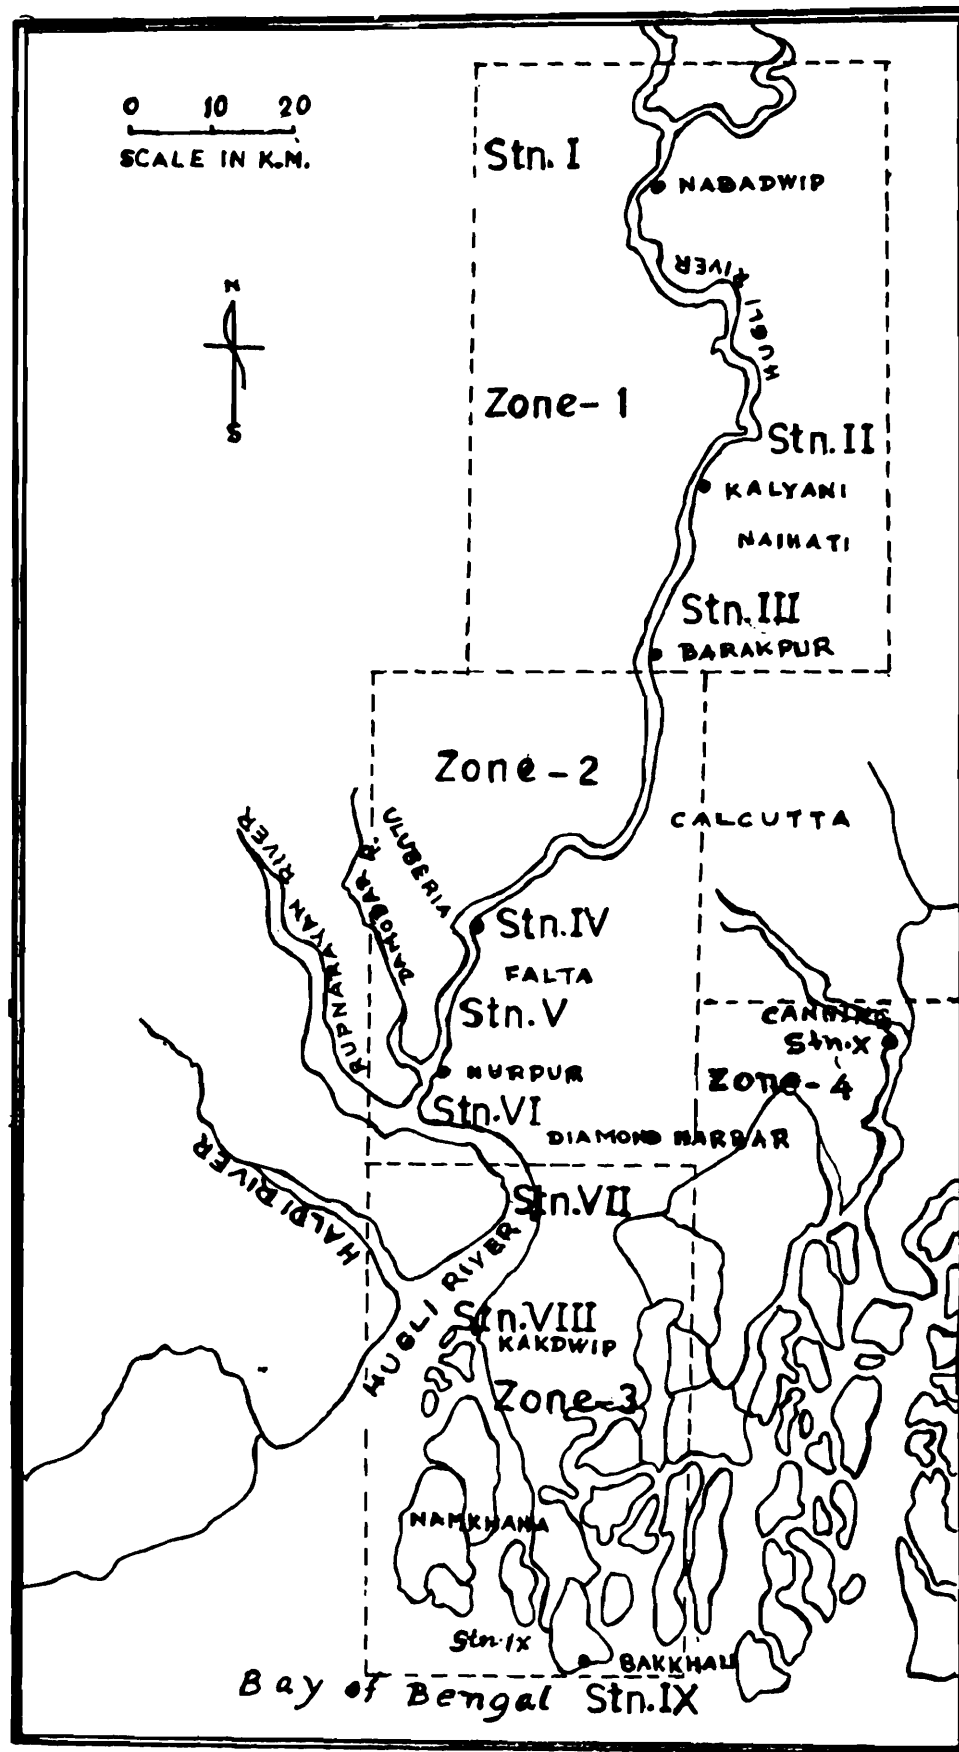 0 10 20
SCALE IN K.M.
Stn. I
NABADWIP
N
S
HUGLI RIVER
Zone-1
Stn. II
KALYANI
NAIHATI
Stn. III
BARAKPUR
Zone-2
CALCUTTA
RUPNARAYAN RIVER
DAMODAR R.
ULUBERIA
Stn. IV
FALTA
Stn. V
CANNING
Stn. X
NURPUR
Zone-4
Stn. VI
DIAMOND HARBAR
HALDI RIVER
Stn. VII
HUGLI RIVER
Stn. VIII
KAKDWIP
Zone-3
NAMKHANA
Stn. IX
BAKKHALI
Bay of Bengal
Stn. IX